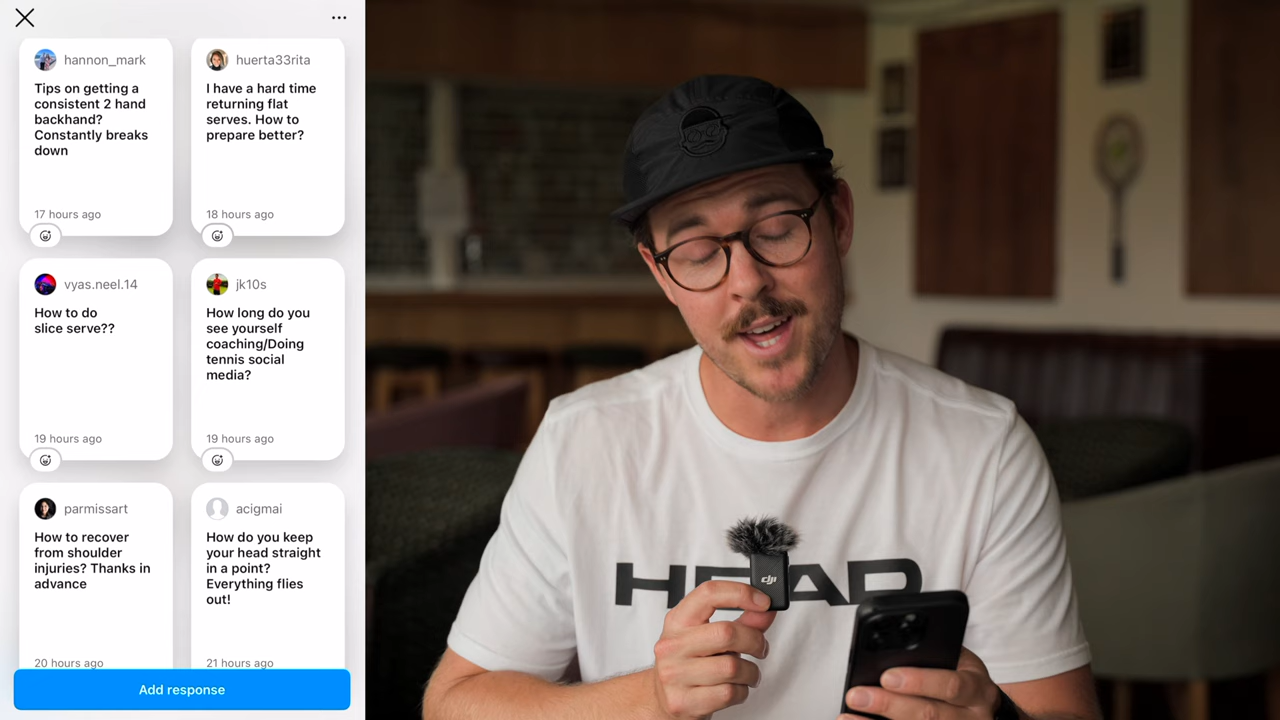 hannon_mark
Tips on getting a
consistent 2 hand
backhand?
Constantly breaks
down
17 hours ago
huerta33rita
I have a hard time
returning flat
serves. How to
prepare better?
18 hours ago
vyas.neel.14
How to do
slice serve??
19 hours ago
jk10s
How long do you
see yourself
coaching/Doing
tennis social
media?
19 hours ago
parmissart
How to recover
from shoulder
injuries? Thanks in
advance
20 hours ago
acigmai
How do you keep
your head straight
in a point?
Everything flies
out!
21 hours ago
Add response
dji
HEAD